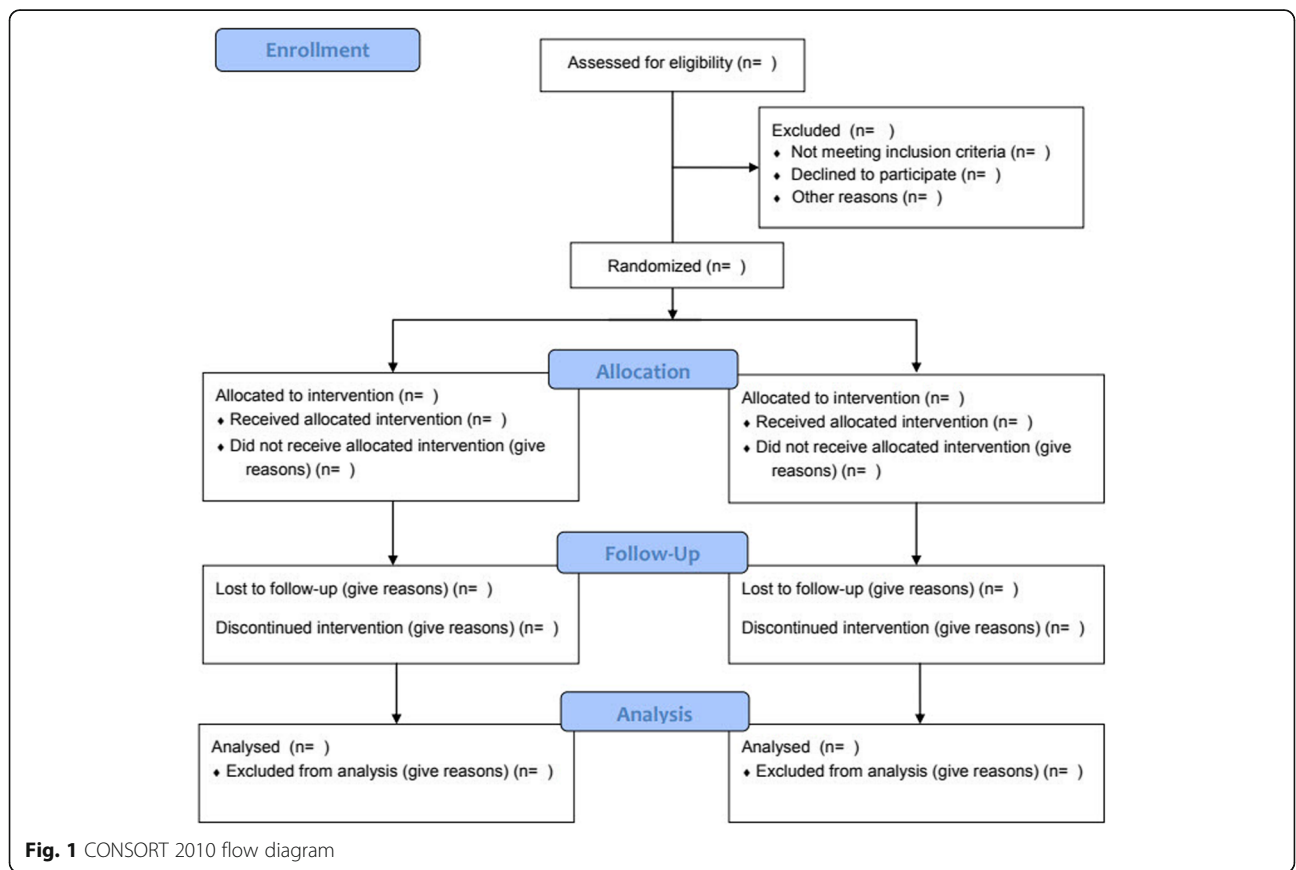 Enrollment
Assessed for eligibility (n=  )
Excluded  (n=   )
♦ Not meeting inclusion criteria (n=  )
♦ Declined to participate (n=  )
♦ Other reasons (n=  )
Randomized (n=  )
Allocation
Allocated to intervention (n=  )
♦ Received allocated intervention (n=  )
♦ Did not receive allocated intervention (give
reasons) (n=  )
Allocated to intervention (n=  )
♦ Received allocated intervention (n=  )
♦ Did not receive allocated intervention (give
reasons) (n=  )
Follow-Up
Lost to follow-up (give reasons) (n=  )
Discontinued intervention (give reasons) (n=  )
Lost to follow-up (give reasons) (n=  )
Discontinued intervention (give reasons) (n=  )
Analysis
Analysed  (n=  )
♦ Excluded from analysis (give reasons) (n=  )
Analysed  (n=  )
♦ Excluded from analysis (give reasons) (n=  )
Fig. 1 CONSORT 2010 flow diagram